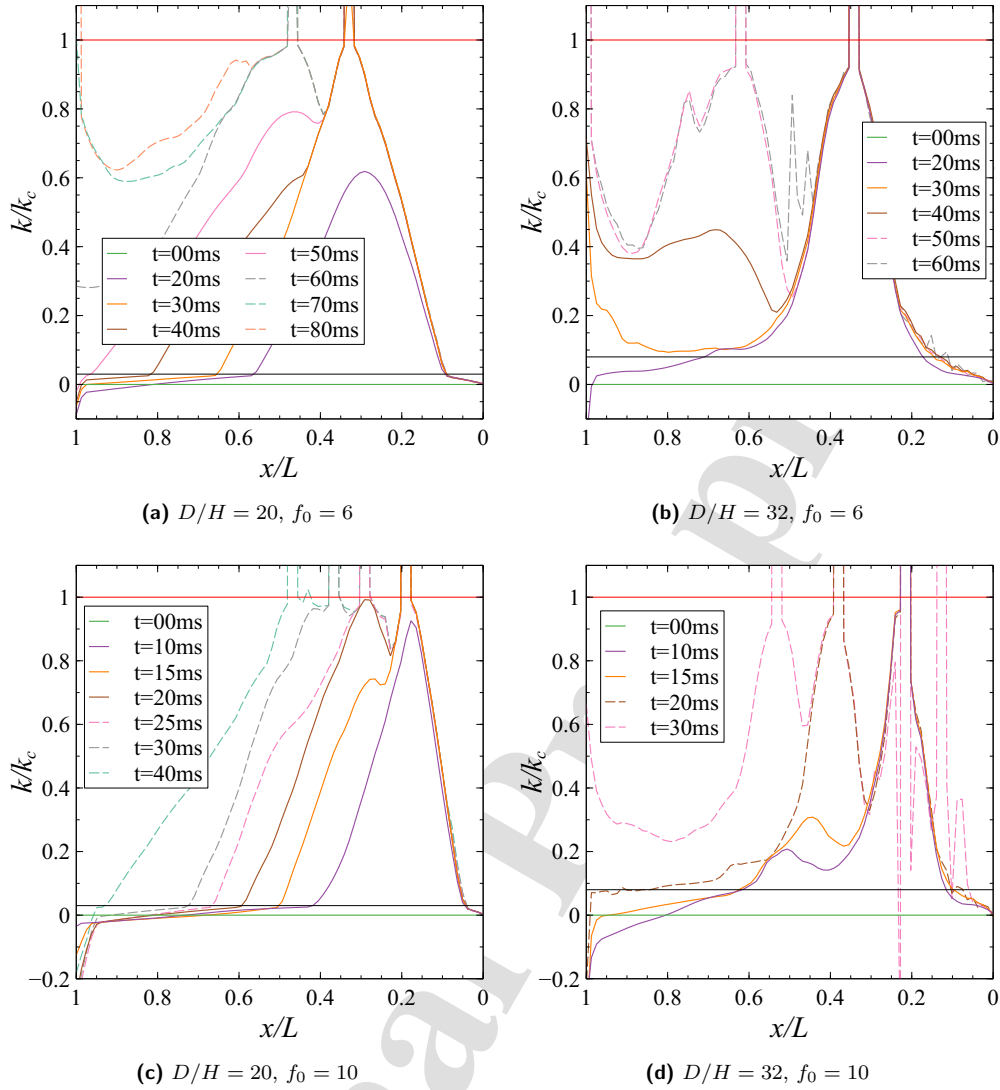 1
0.8
0.6
0.4
0.2
0
k/k_c
t=00ms
t=20ms
t=30ms
t=40ms
t=50ms
t=60ms
t=70ms
t=80ms
1 0.8 0.6 0.4 0.2 0
x/L
(a) D/H = 20, f_0 = 6
1
0.8
0.6
0.4
0.2
0
k/k_c
t=00ms
t=20ms
t=30ms
t=40ms
t=50ms
t=60ms
1 0.8 0.6 0.4 0.2 0
x/L
(b) D/H = 32, f_0 = 6
1
0.8
0.6
0.4
0.2
0
−0.2
k/k_c
t=00ms
t=10ms
t=15ms
t=20ms
t=25ms
t=30ms
t=40ms
1 0.8 0.6 0.4 0.2 0
x/L
(c) D/H = 20, f_0 = 10
1
0.8
0.6
0.4
0.2
0
−0.2
k/k_c
t=00ms
t=10ms
t=15ms
t=20ms
t=30ms
1 0.8 0.6 0.4 0.2 0
x/L
(d) D/H = 32, f_0 = 10